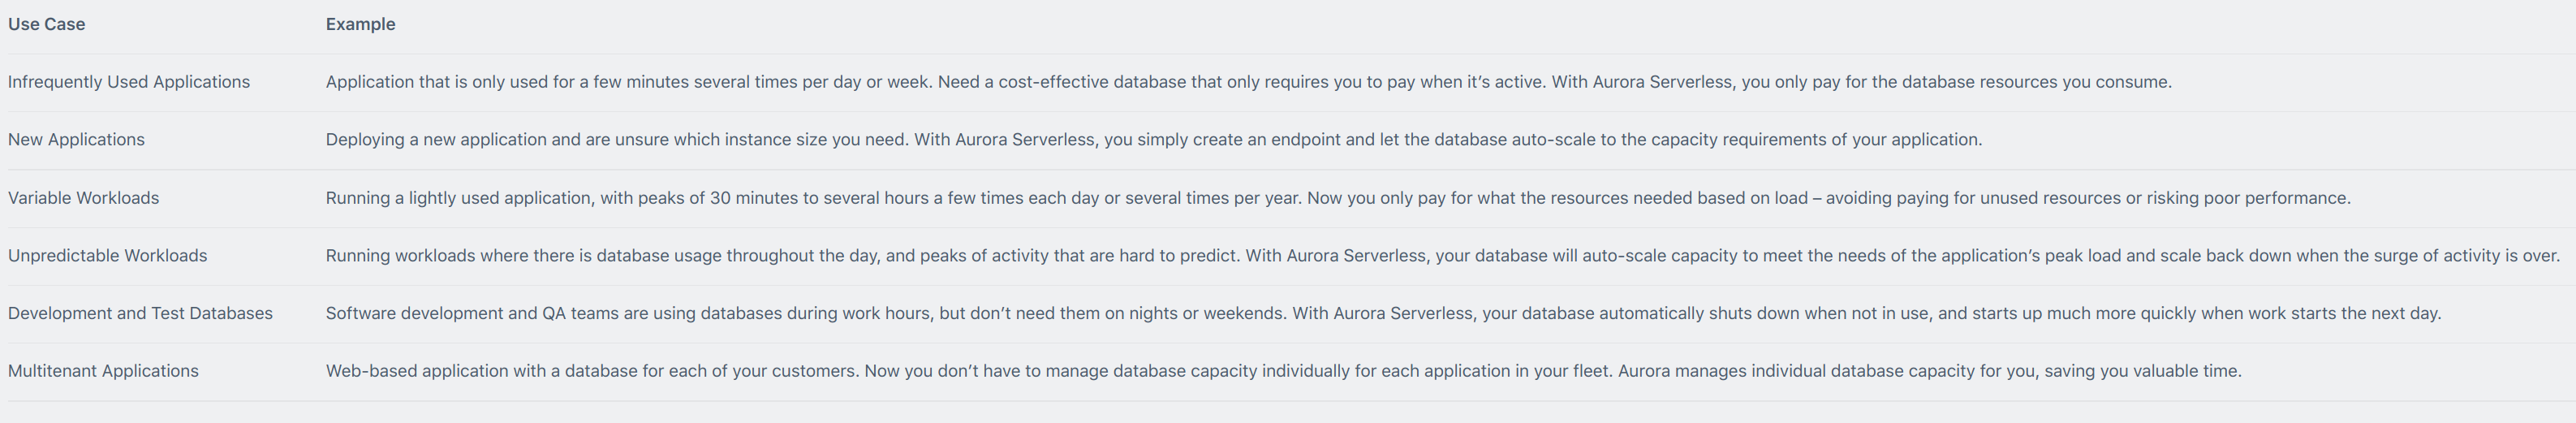 Use Case Example
Infrequently Used Applications Application that is only used for a few minutes several times per day or week. Need a cost-effective database that only requires you to pay when it’s active. With Aurora Serverless, you only pay for the database resources you consume.
New Applications Deploying a new application and are unsure which instance size you need. With Aurora Serverless, you simply create an endpoint and let the database auto-scale to the capacity requirements of your application.
Variable Workloads Running a lightly used application, with peaks of 30 minutes to several hours a few times each day or several times per year. Now you only pay for what the resources needed based on load – avoiding paying for unused resources or risking poor performance.
Unpredictable Workloads Running workloads where there is database usage throughout the day, and peaks of activity that are hard to predict. With Aurora Serverless, your database will auto-scale capacity to meet the needs of the application’s peak load and scale back down when the surge of activity is over.
Development and Test Databases Software development and QA teams are using databases during work hours, but don’t need them on nights or weekends. With Aurora Serverless, your database automatically shuts down when not in use, and starts up much more quickly when work starts the next day.
Multitenant Applications Web-based application with a database for each of your customers. Now you don’t have to manage database capacity individually for each application in your fleet. Aurora manages individual database capacity for you, saving you valuable time.